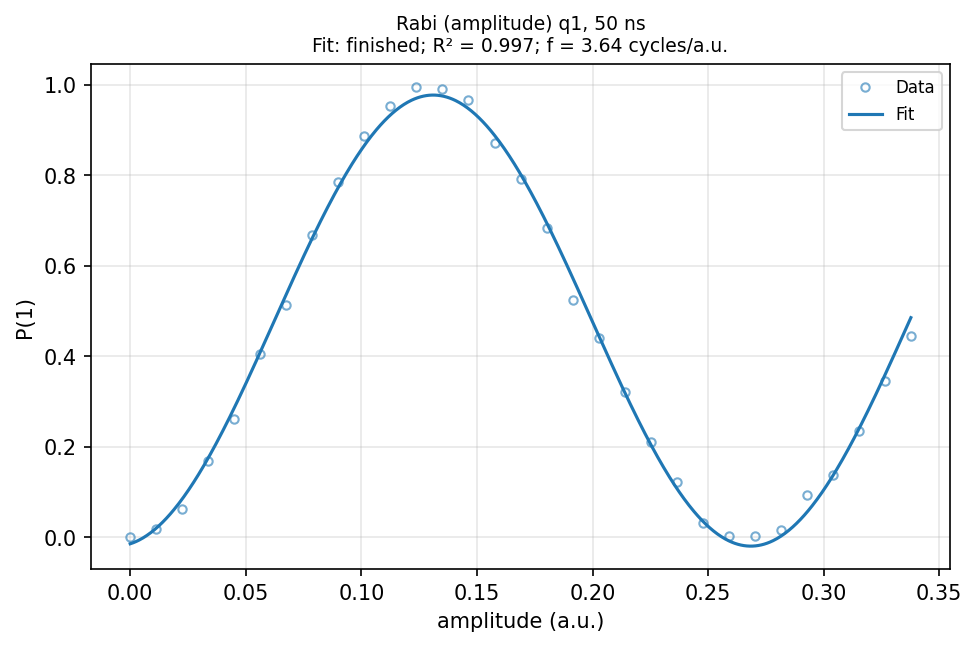 Rabi (amplitude) q1, 50 ns
Fit: finished; R² = 0.997; f = 3.64 cycles/a.u.
Data
Fit
1.0
0.8
0.6
0.4
0.2
0.0
P(1)
0.00 0.05 0.10 0.15 0.20 0.25 0.30 0.35
amplitude (a.u.)